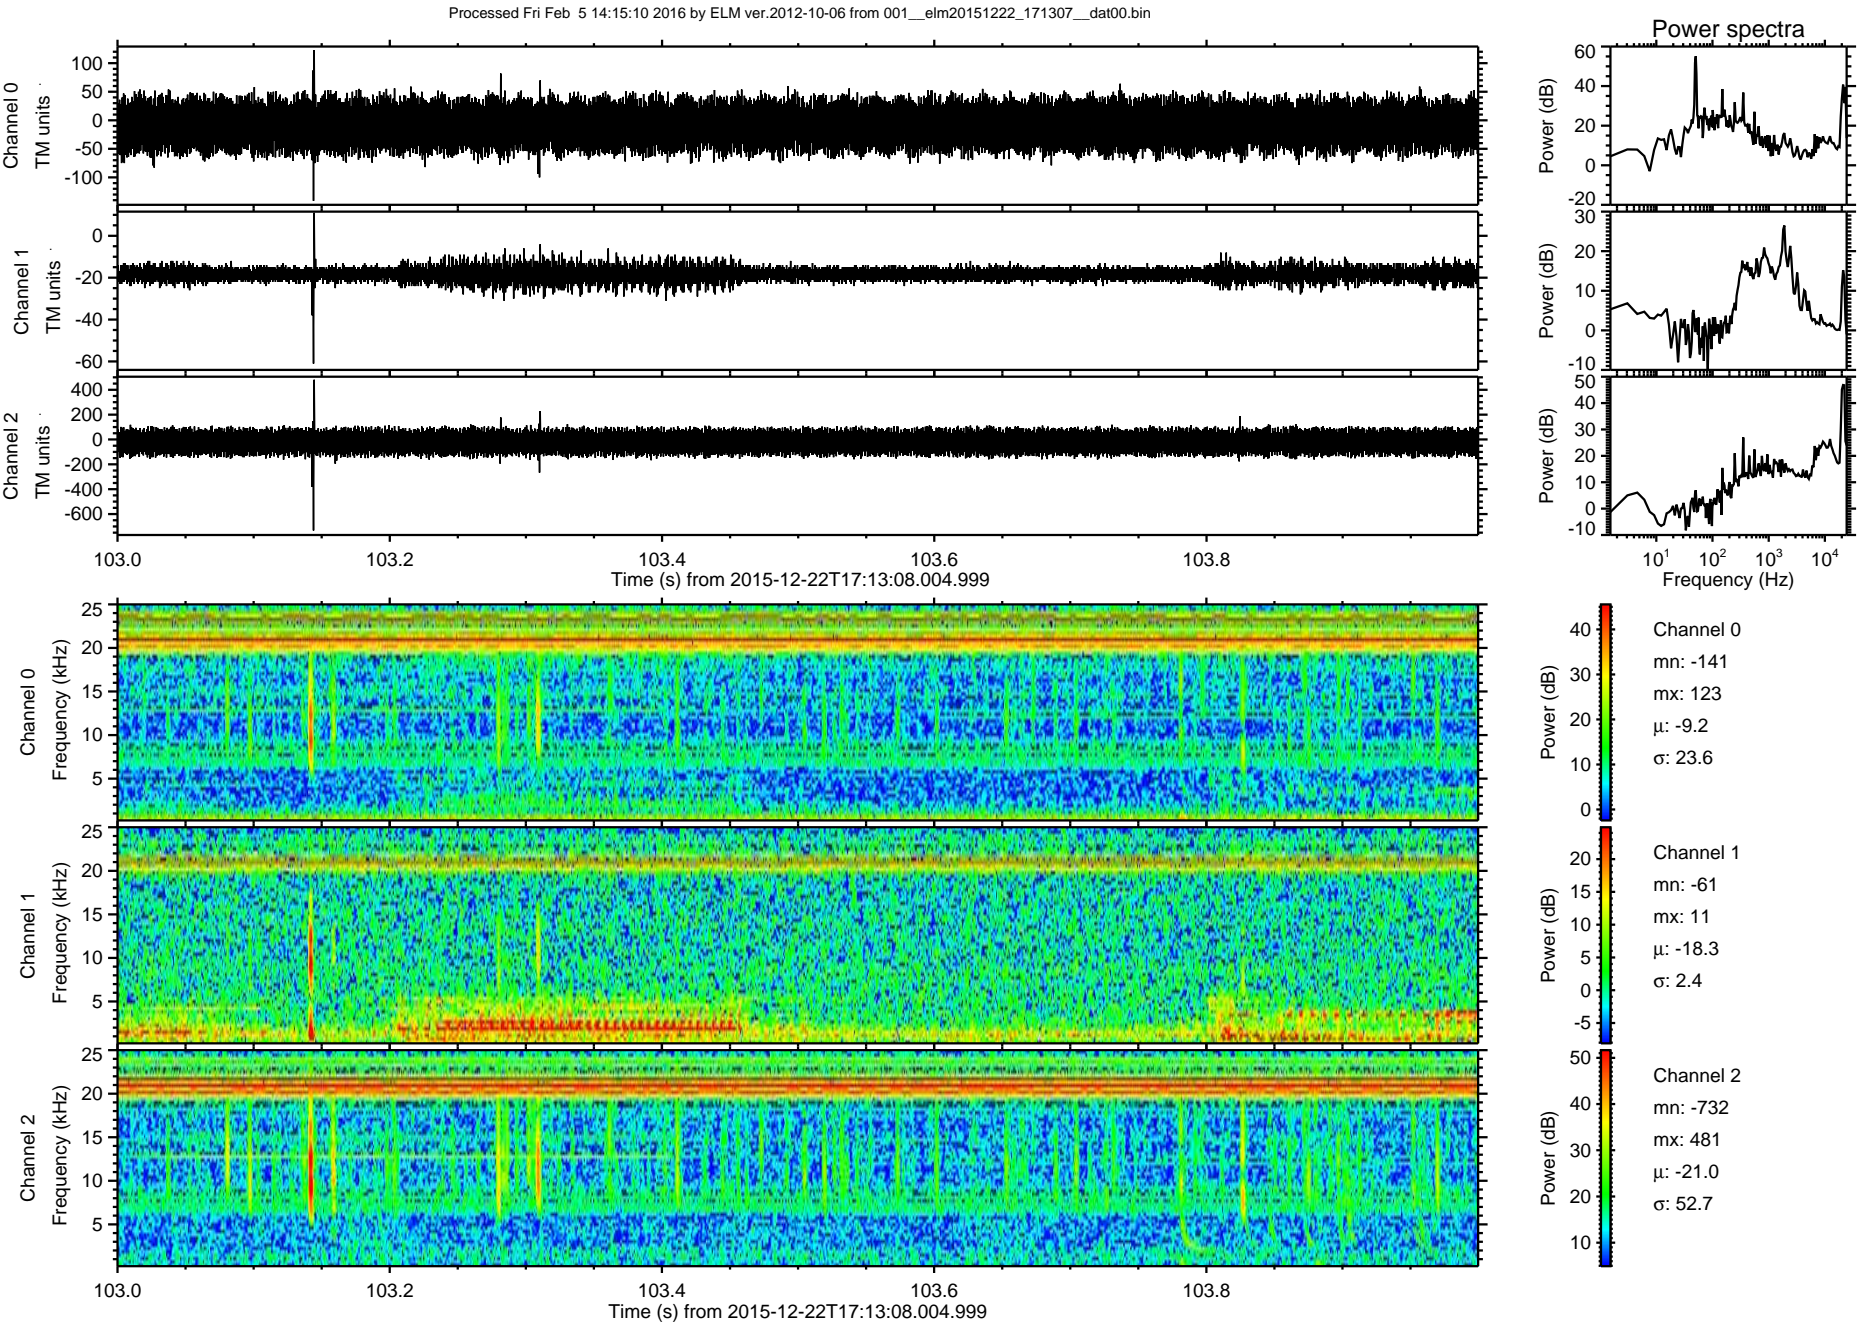 Processed Fri Feb  5 14:15:10 2016 by ELM ver.2012-10-06 from 001__elm20151222_171307__dat00.bin
Power spectra
Channel 0
TM units
100
50
0
-50
-100
Power (dB)
60
40
20
0
-20
Channel 1
TM units
0
-20
-40
-60
Power (dB)
30
20
10
0
-10
Channel 2
TM units
400
200
0
-200
-400
-600
Power (dB)
50
40
30
20
10
0
-10
103.0 103.2 103.4 103.6 103.8
Time (s) from 2015-12-22T17:13:08.004.999
10¹ 10² 10³ 10⁴
Frequency (Hz)
Channel 0
Frequency (kHz)
25
20
15
10
5
Power (dB)
40
30
20
10
0
Channel 0
mn: -141
mx: 123
μ: -9.2
σ: 23.6
Channel 1
Frequency (kHz)
25
20
15
10
5
Power (dB)
20
15
10
5
0
-5
Channel 1
mn: -61
mx: 11
μ: -18.3
σ: 2.4
Channel 2
Frequency (kHz)
25
20
15
10
5
Power (dB)
50
40
30
20
10
Channel 2
mn: -732
mx: 481
μ: -21.0
σ: 52.7
103.0 103.2 103.4 103.6 103.8
Time (s) from 2015-12-22T17:13:08.004.999